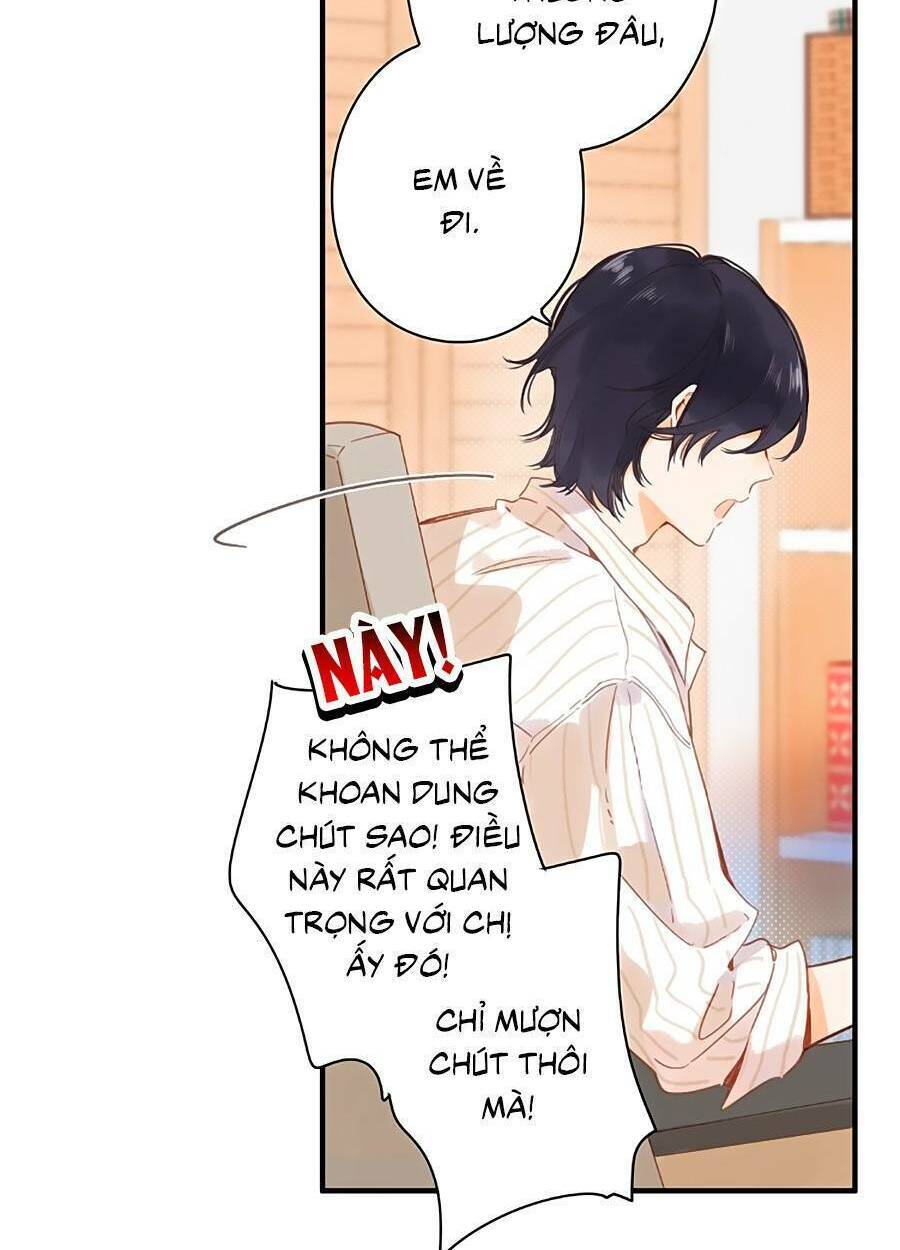 LƯỢNG ĐÂU,
EM VỀ
ĐI.
NÀY!
KHÔNG THỂ
KHOAN DUNG
CHÚT SAO! ĐIỀU
NÀY RẤT QUAN
TRỌNG VỚI CHỊ
ẤY ĐÓ!
CHỈ MƯỢN
CHÚT THÔI
MÀ!